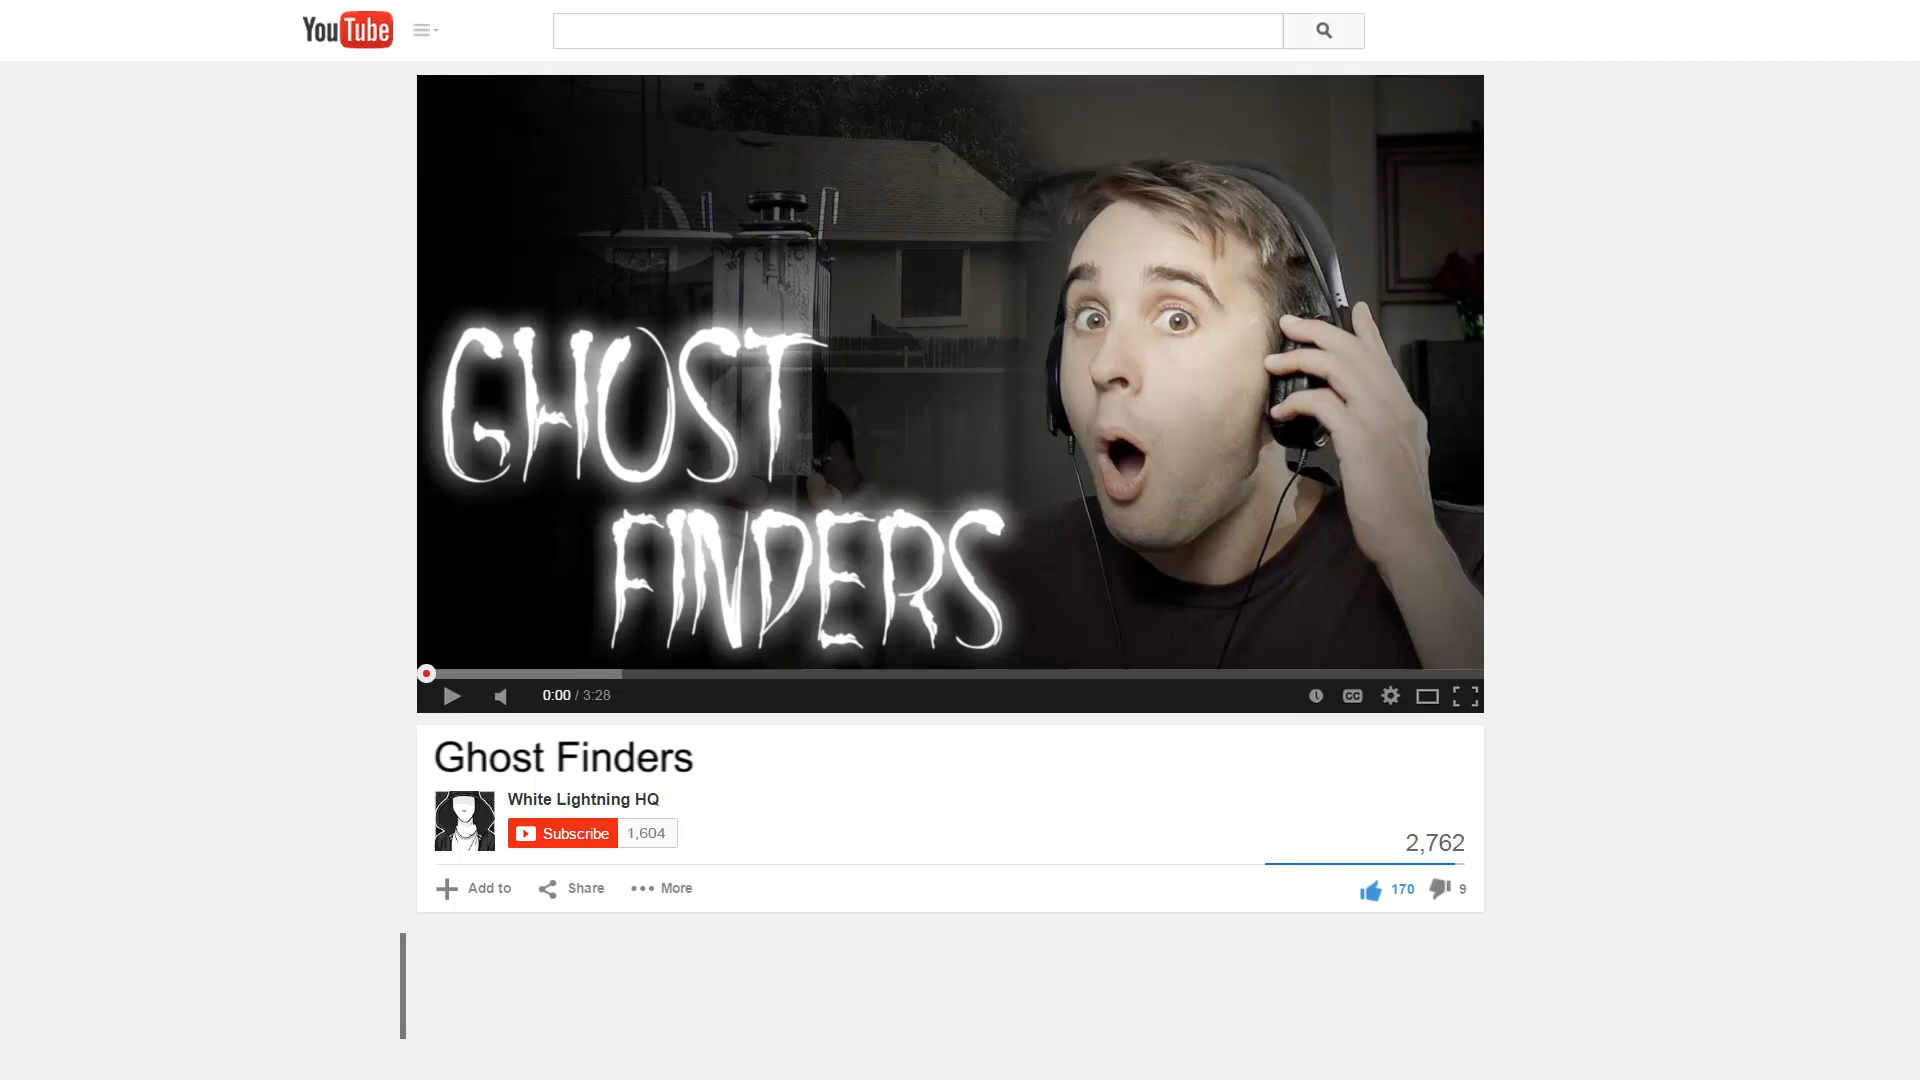 YouTube
GHOST
FINDERS
0:00 / 3:28
CC
Ghost Finders
White Lightning HQ
Subscribe 1,604
2,762
Add to Share More
170 9